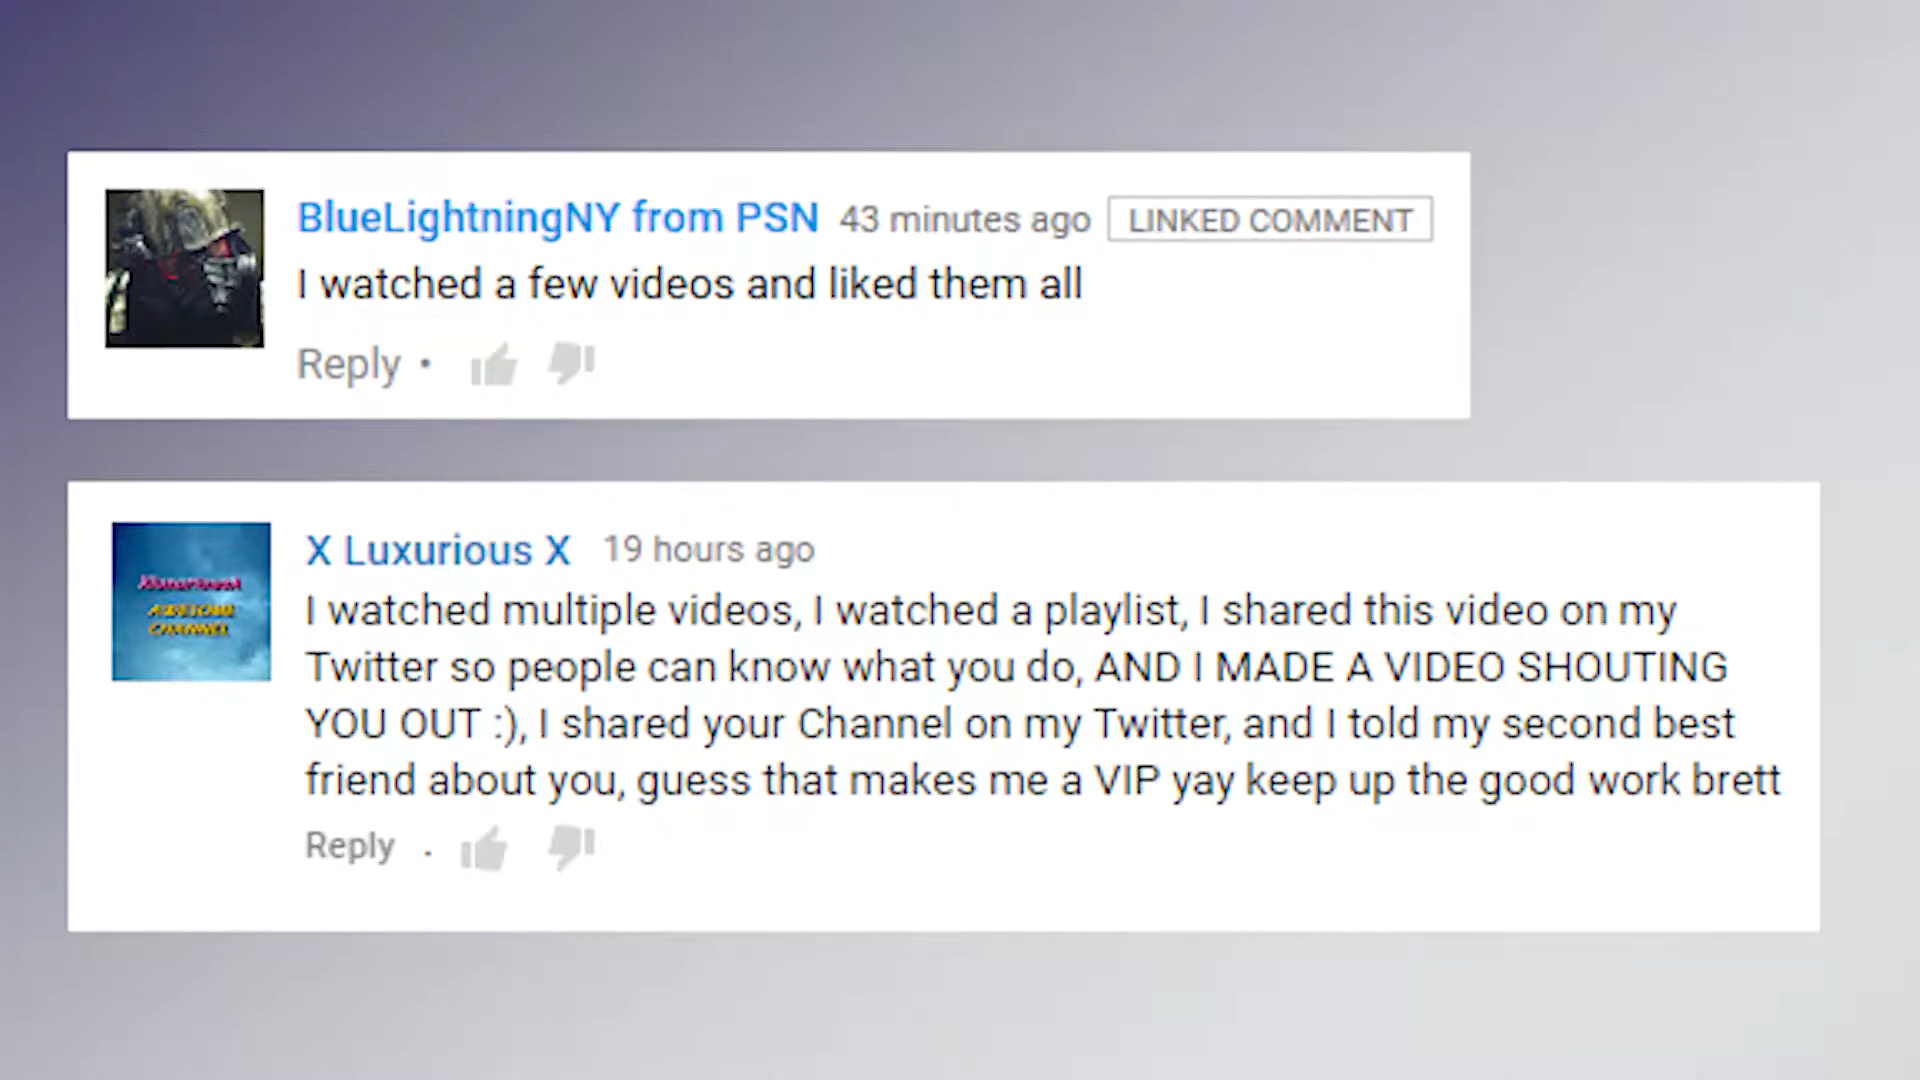 BlueLightningNY from PSN 43 minutes ago LINKED COMMENT
I watched a few videos and liked them all
Reply •
X Luxurious X 19 hours ago
AWESOME
CHANNEL
I watched multiple videos, I watched a playlist, I shared this video on my
Twitter so people can know what you do, AND I MADE A VIDEO SHOUTING
YOU OUT :), I shared your Channel on my Twitter, and I told my second best
friend about you, guess that makes me a VIP yay keep up the good work brett
Reply .